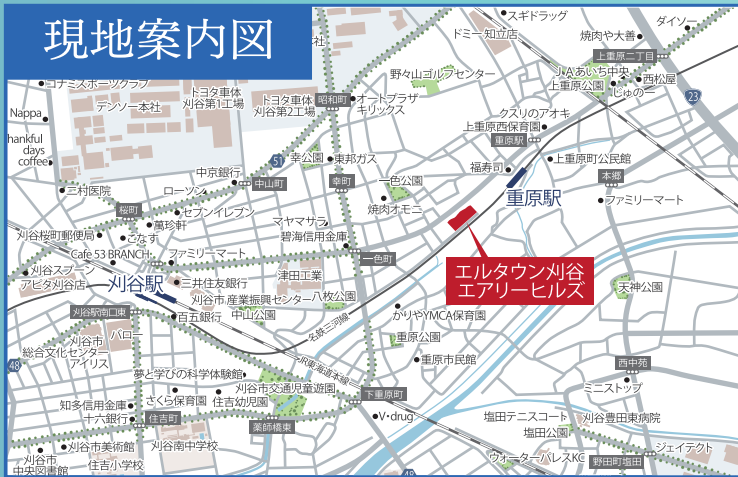 現地案内図
スギドラッグ
ダイソー
ドミー知立店
焼肉や大善
上重原二丁目
コナミスポーツクラブ
トヨタ車体
刈谷第1工場
野々山ゴルフセンター
JAあいち中央
上重原公園
西松屋
じゅのー
デンソー本社
トヨタ車体
刈谷第2工場
昭和町
オートプラザ
キリックス
23
Nappa
クスリのアオキ
上重原西保育園
重原駅
hankful
days
coffee
51
幸公園
東邦ガス
福寿司
上重原町公民館
中京銀行
中山町
幸町
一色公園
本郷
二村医院
ローソン
焼肉オモニ
重原駅
ファミリーマート
桜町
セブンイレブン
萬珍軒
マヤマサラ
刈谷桜町郵便局
こなす
碧海信用金庫
Cafe 53 BRANCH
ファミリーマート
一色町
エルタウン刈谷
エアリーヒルズ
刈谷スプーン
アピタ刈谷店
刈谷駅
三井住友銀行
津田工業
天神公園
刈谷市産業振興センター
八枚公園
刈谷駅南口東
百五銀行
中山公園
かりやYMCA保育園
名鉄三河線
バロー
刈谷市
総合文化センター
アイリス
重原公園
48
JR東海道本線
重原市民館
西中苑
夢と学びの科学体験館
刈谷市交通児童遊園
ミニストップ
さくら保育園
住吉幼児園
下重原町
知多信用金庫
十六銀行
住吉町
V・drug
塩田テニスコート
刈谷豊田東病院
薬師橋東
塩田公園
刈谷市美術館
刈谷南中学校
ジェイテクト
刈谷市
中央図書館
住吉小学校
ウォーターパレスKC
野田町塩田
48